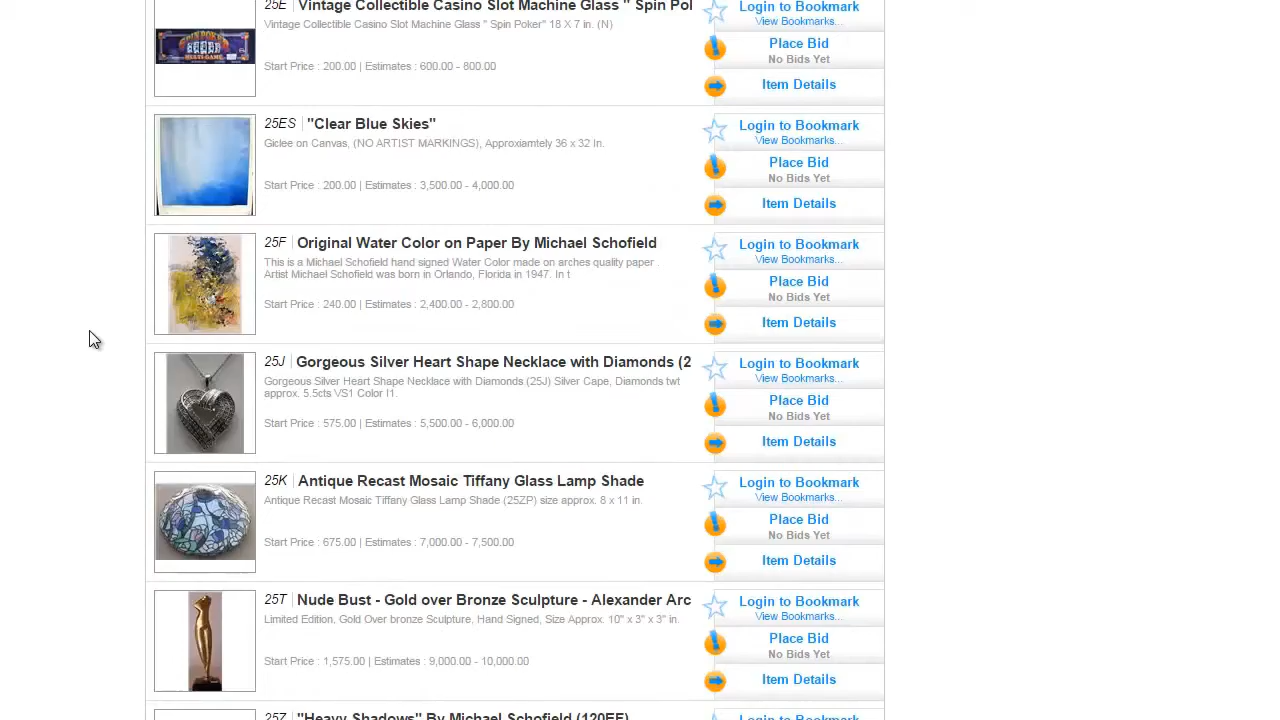 25E Vintage Collectible Casino Slot Machine Glass " Spin Pol
Login to Bookmark
Vintage Collectible Casino Slot Machine Glass " Spin Poker" 18 X 7 in. (N)
View Bookmarks...
SPIN POKER
MULTI-GAME
Place Bid
No Bids Yet
Start Price : 200.00 | Estimates : 600.00 - 800.00
Item Details
25ES "Clear Blue Skies"
Login to Bookmark
Giclee on Canvas, (NO ARTIST MARKINGS), Approxiamtely 36 x 32 In.
View Bookmarks...
Place Bid
No Bids Yet
Start Price : 200.00 | Estimates : 3,500.00 - 4,000.00
Item Details
25F Original Water Color on Paper By Michael Schofield
Login to Bookmark
This is a Michael Schofield hand signed Water Color made on arches quality paper .
View Bookmarks...
Artist Michael Schofield was born in Orlando, Florida in 1947. In t
Place Bid
No Bids Yet
Start Price : 240.00 | Estimates : 2,400.00 - 2,800.00
Item Details
25J Gorgeous Silver Heart Shape Necklace with Diamonds (2
Login to Bookmark
Gorgeous Silver Heart Shape Necklace with Diamonds (25J) Silver Cape, Diamonds twt
View Bookmarks...
approx. 5.5cts VS1 Color I1.
Place Bid
No Bids Yet
Start Price : 575.00 | Estimates : 5,500.00 - 6,000.00
Item Details
25K Antique Recast Mosaic Tiffany Glass Lamp Shade
Login to Bookmark
Antique Recast Mosaic Tiffany Glass Lamp Shade (25ZP) size approx. 8 x 11 in.
View Bookmarks...
Place Bid
No Bids Yet
Start Price : 675.00 | Estimates : 7,000.00 - 7,500.00
Item Details
25T Nude Bust - Gold over Bronze Sculpture - Alexander Arc
Login to Bookmark
Limited Edition, Gold Over bronze Sculpture, Hand Signed, Size Approx. 10" x 3" x 3" in.
View Bookmarks...
Place Bid
No Bids Yet
Start Price : 1,575.00 | Estimates : 9,000.00 - 10,000.00
Item Details
25Z "Heavy Shadows" By Michael Schofield (120FF)
Login to Bookmark